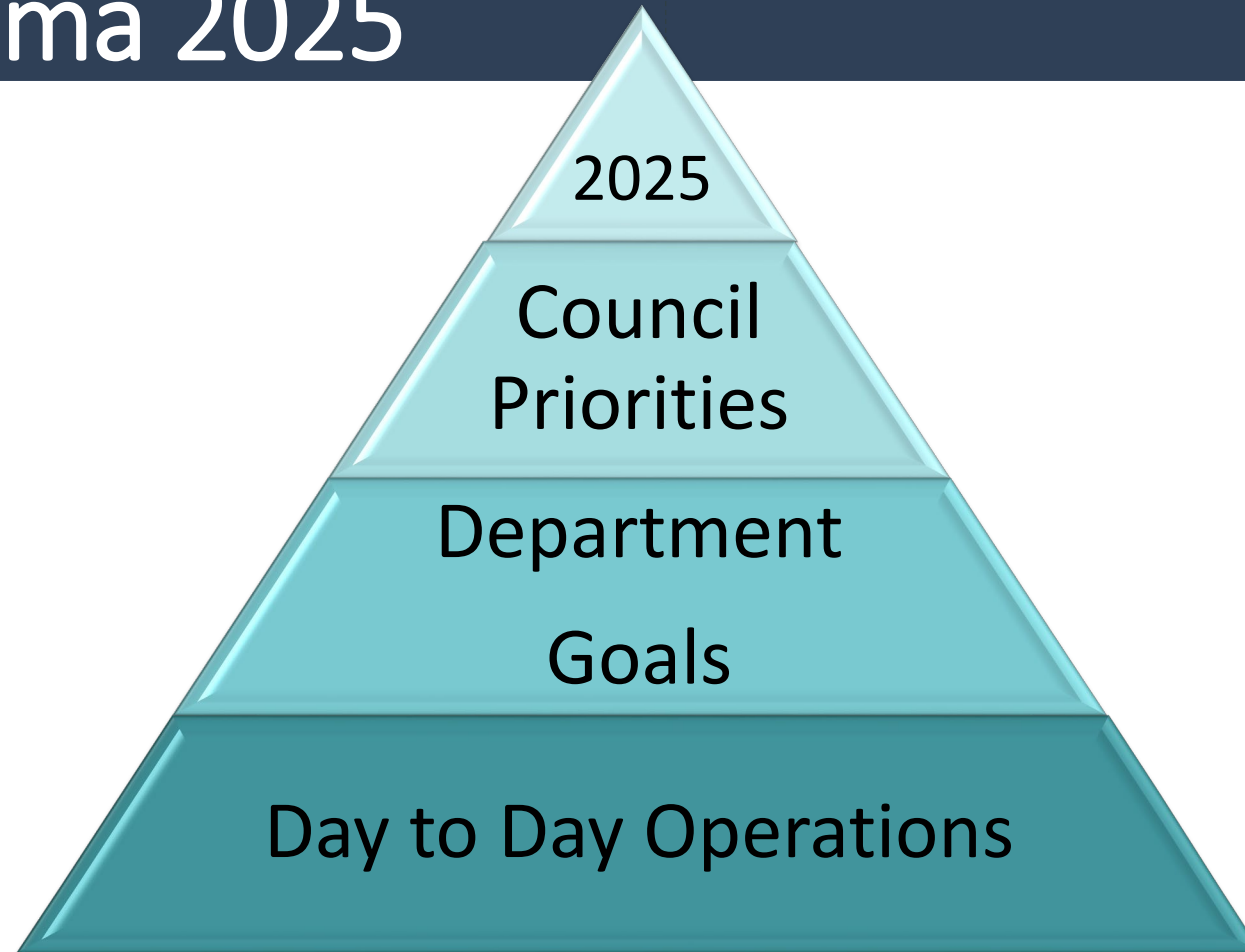 ma 2025
2025
Council
Priorities
Department
Goals
Day to Day Operations